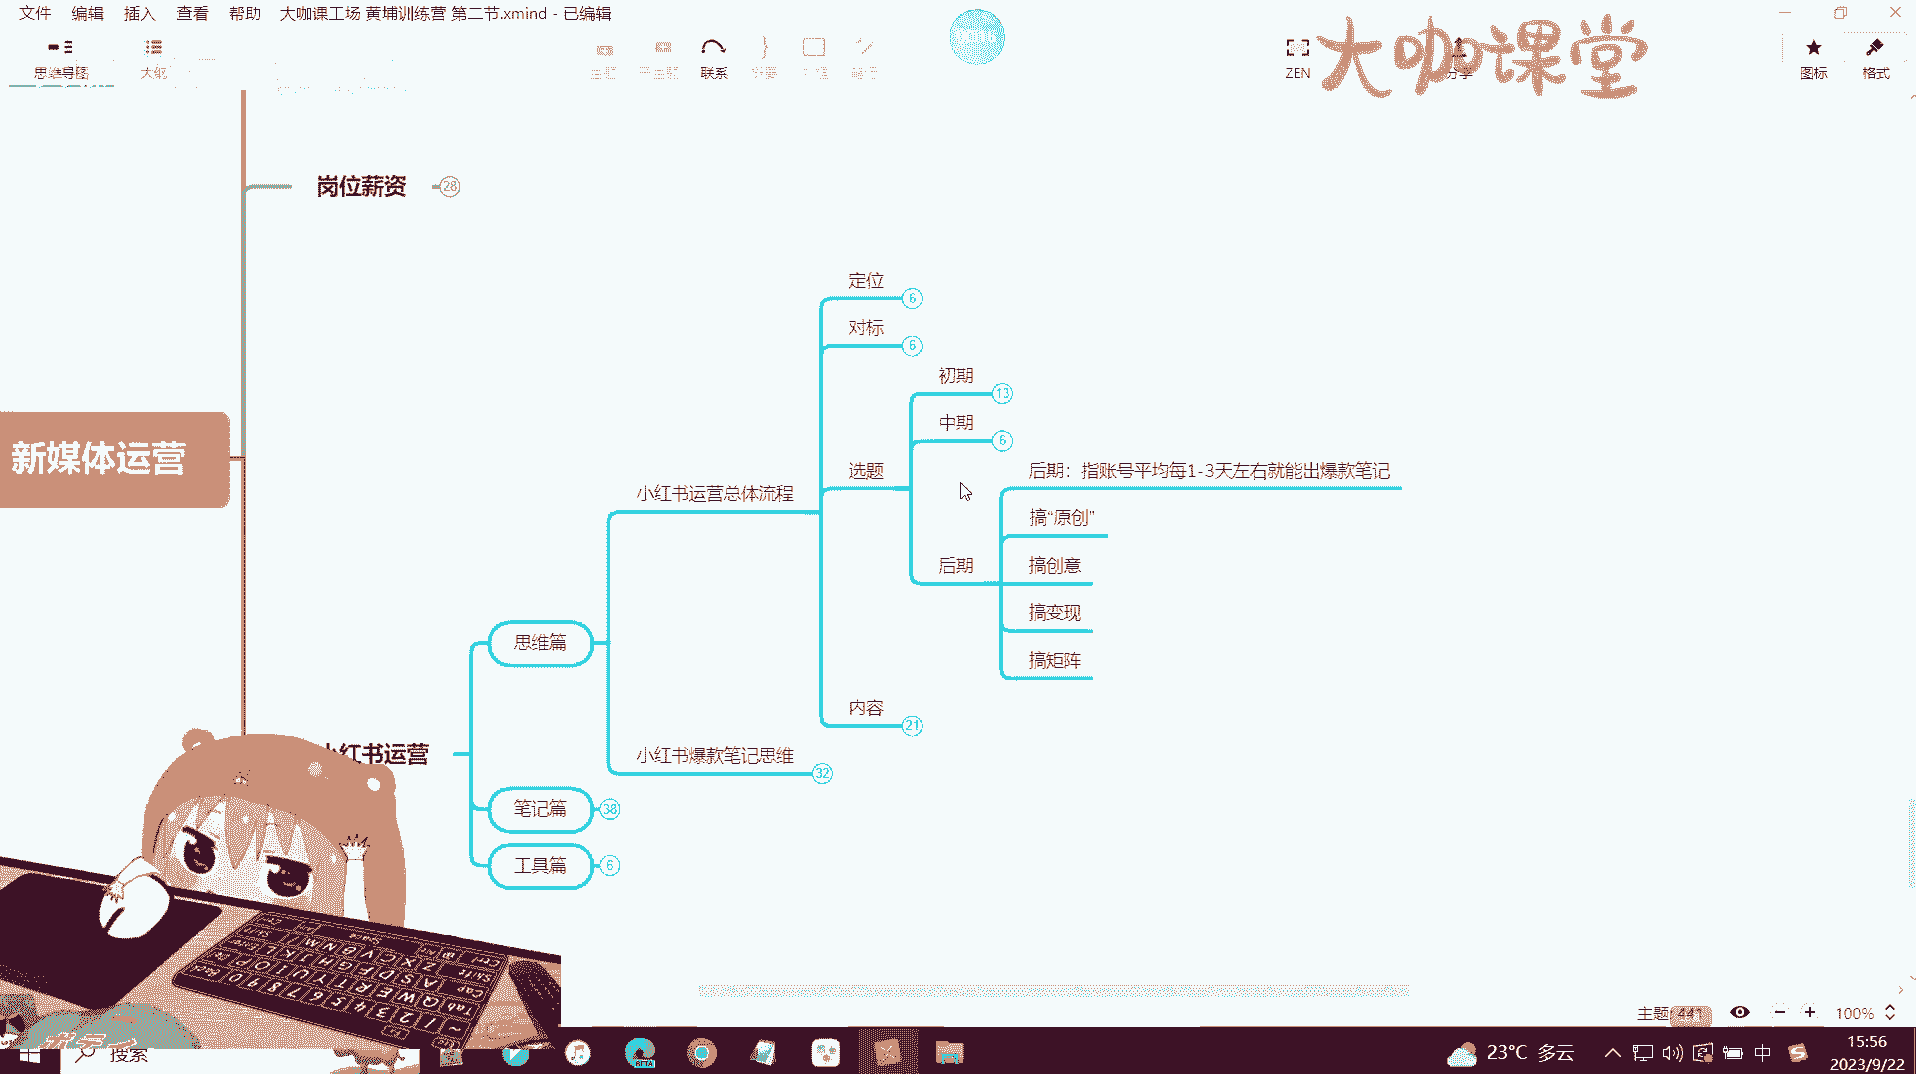 文件 编辑 插入 查看 帮助 大咖课工场 黄埔训练营 第二节.xmind - 已编辑
思维导图 大纲 联系 ZEN 分享 图标 格式
大咖课堂
岗位薪资 28
定位 6
对标 6
初期 13
中期 6
新媒体运营
选题
后期：指账号平均每1-3天左右就能出爆款笔记
小红书运营总体流程
搞“原创”
后期
搞创意
搞变现
思维篇
搞矩阵
内容 21
小红书运营
小红书爆款笔记思维 32
笔记篇 38
工具篇 6
主题: 441 100%
搜索
23°C 多云
中
15:56
2023/9/22